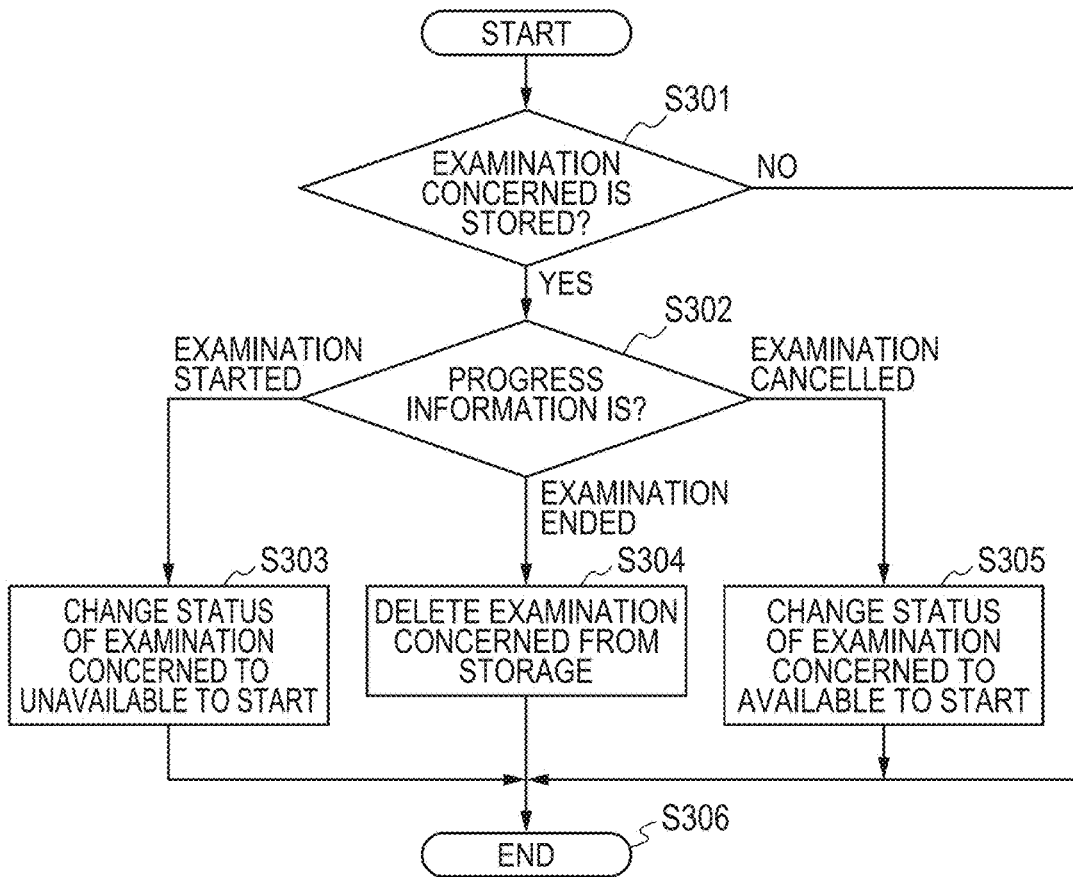 START
S301
EXAMINATION
CONCERNED IS
STORED?
NO
YES
S302
EXAMINATION
STARTED
PROGRESS
INFORMATION IS?
EXAMINATION
CANCELLED
EXAMINATION
ENDED
S303
CHANGE STATUS
OF EXAMINATION
CONCERNED TO
UNAVAILABLE TO START
S304
DELETE EXAMINATION
CONCERNED FROM
STORAGE
S305
CHANGE STATUS
OF EXAMINATION
CONCERNED TO
AVAILABLE TO START
S306
END